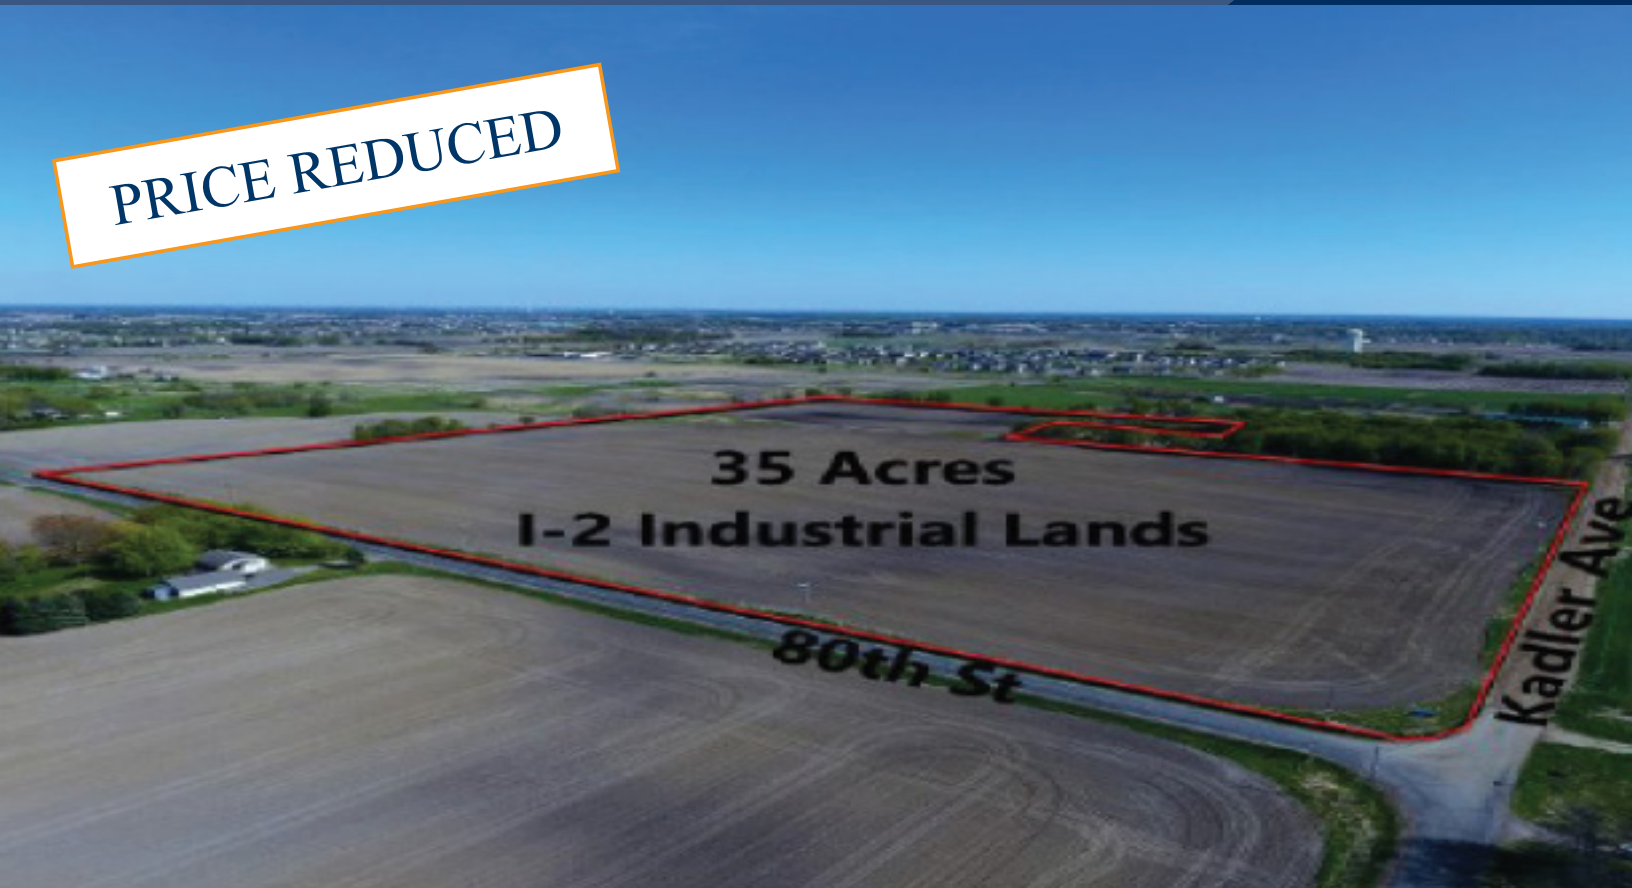 PRICE REDUCED
35 Acres
I-2 Industrial Lands
80th St
Kadler Ave